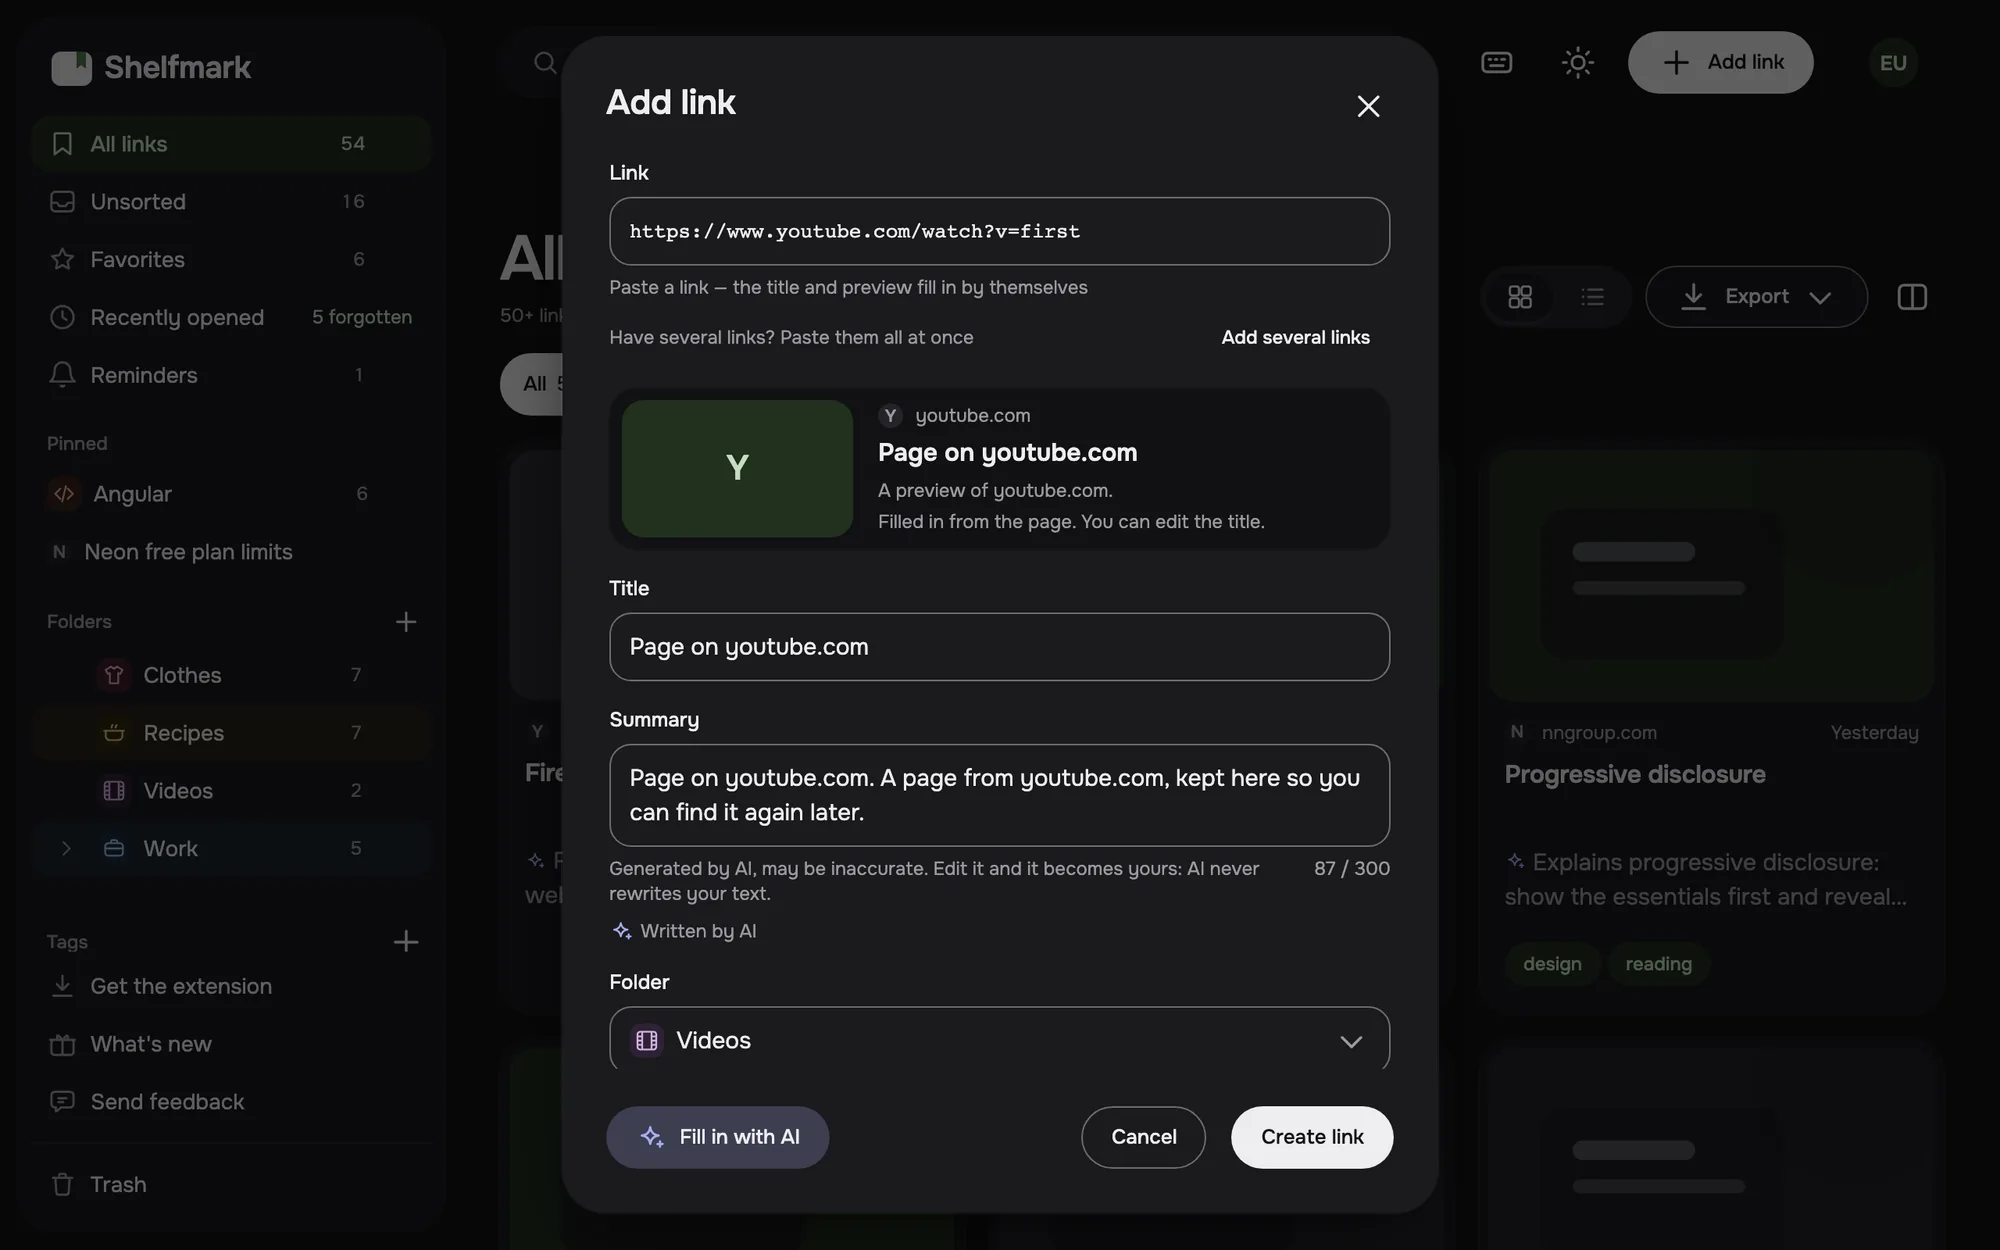 Shelfmark
All links 54
Unsorted 16
Favorites 6
Recently opened 5 forgotten
Reminders 1
Pinned
Angular 6
N Neon free plan limits
Folders
Clothes 7
Recipes 7
Videos 2
Work 5
Tags
Get the extension
What's new
Send feedback
Trash
Add link
EU
All
50+ link
Export
All 5
Y
Fire
N nngroup.com Yesterday
Progressive disclosure
Explains progressive disclosure:
show the essentials first and reveal...
design reading
Add link
Link
https://www.youtube.com/watch?v=first
Paste a link — the title and preview fill in by themselves
Have several links? Paste them all at once Add several links
Y
Y youtube.com
Page on youtube.com
A preview of youtube.com.
Filled in from the page. You can edit the title.
Title
Page on youtube.com
Summary
Page on youtube.com. A page from youtube.com, kept here so you
can find it again later.
Generated by AI, may be inaccurate. Edit it and it becomes yours: AI never 87 / 300
rewrites your text.
Written by AI
Folder
Videos
Fill in with AI Cancel Create link